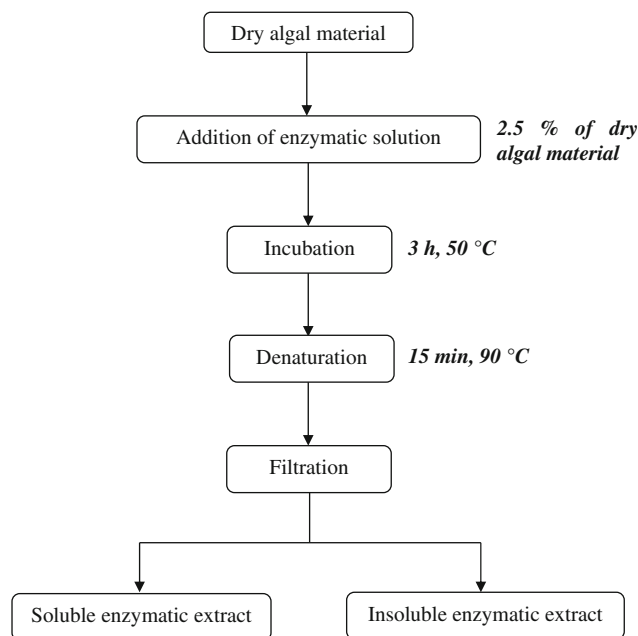 Dry algal material
Addition of enzymatic solution
2.5 % of dry
algal material
Incubation
3 h, 50 °C
Denaturation
15 min, 90 °C
Filtration
Soluble enzymatic extract
Insoluble enzymatic extract